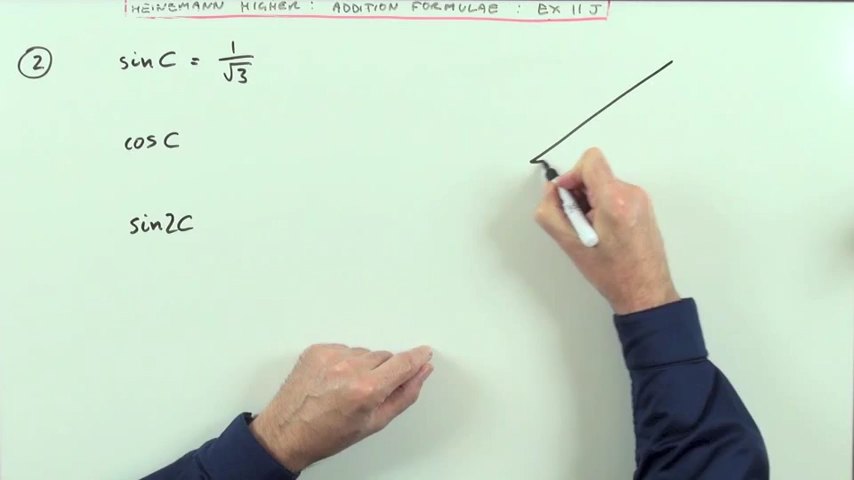 HEINEMANN HIGHER : ADDITION FORMULAE : EX 11 J
2 sin C = 1/√3
cos C
sin2C